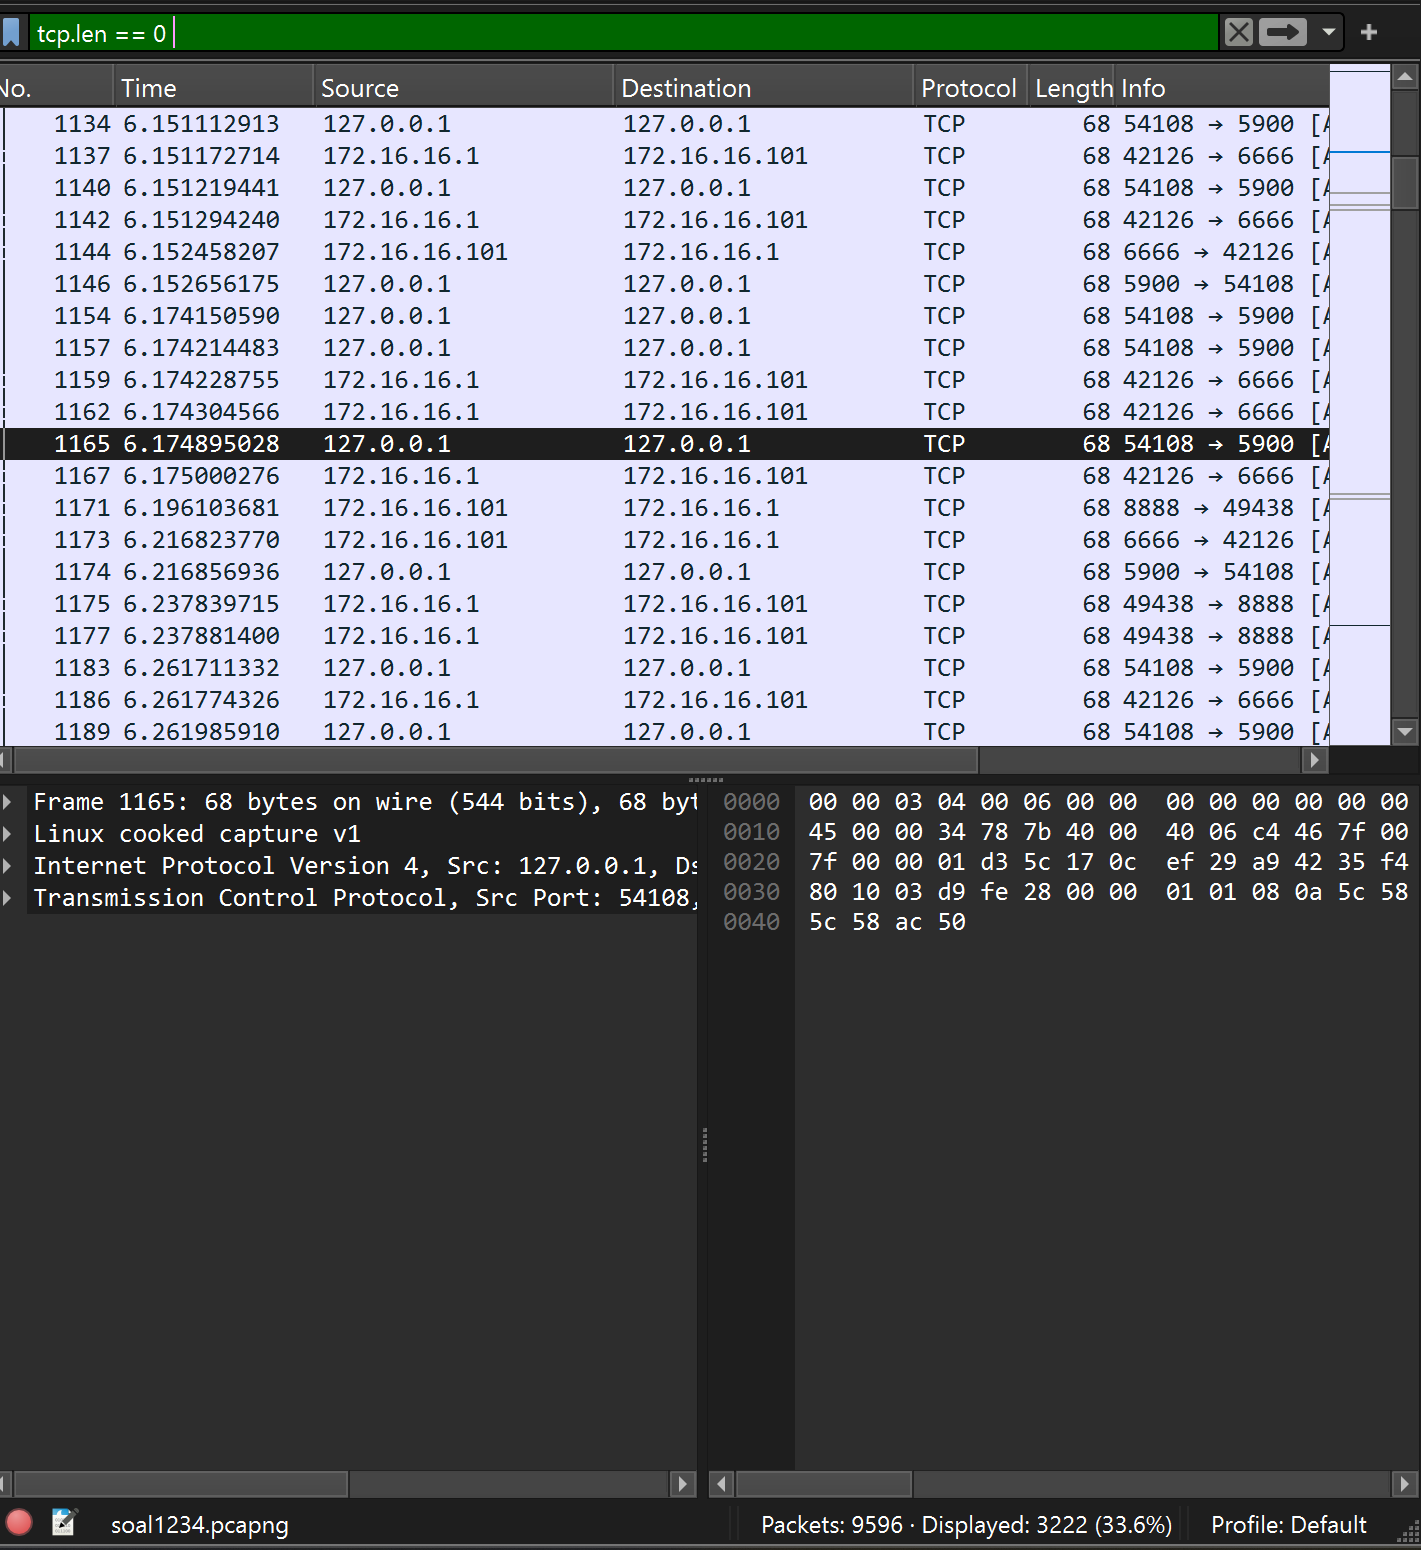 tcp.len == 0
No. Time Source Destination Protocol Length Info
1134 6.151112913 127.0.0.1 127.0.0.1 TCP 68 54108 → 5900 [A
1137 6.151172714 172.16.16.1 172.16.16.101 TCP 68 42126 → 6666 [A
1140 6.151219441 127.0.0.1 127.0.0.1 TCP 68 54108 → 5900 [A
1142 6.151294240 172.16.16.1 172.16.16.101 TCP 68 42126 → 6666 [A
1144 6.152458207 172.16.16.101 172.16.16.1 TCP 68 6666 → 42126 [A
1146 6.152656175 127.0.0.1 127.0.0.1 TCP 68 5900 → 54108 [A
1154 6.174150590 127.0.0.1 127.0.0.1 TCP 68 54108 → 5900 [A
1157 6.174214483 127.0.0.1 127.0.0.1 TCP 68 54108 → 5900 [A
1159 6.174228755 172.16.16.1 172.16.16.101 TCP 68 42126 → 6666 [A
1162 6.174304566 172.16.16.1 172.16.16.101 TCP 68 42126 → 6666 [A
1165 6.174895028 127.0.0.1 127.0.0.1 TCP 68 54108 → 5900 [A
1167 6.175000276 172.16.16.1 172.16.16.101 TCP 68 42126 → 6666 [A
1171 6.196103681 172.16.16.101 172.16.16.1 TCP 68 8888 → 49438 [A
1173 6.216823770 172.16.16.101 172.16.16.1 TCP 68 6666 → 42126 [A
1174 6.216856936 127.0.0.1 127.0.0.1 TCP 68 5900 → 54108 [A
1175 6.237839715 172.16.16.1 172.16.16.101 TCP 68 49438 → 8888 [A
1177 6.237881400 172.16.16.1 172.16.16.101 TCP 68 49438 → 8888 [A
1183 6.261711332 127.0.0.1 127.0.0.1 TCP 68 54108 → 5900 [A
1186 6.261774326 172.16.16.1 172.16.16.101 TCP 68 42126 → 6666 [A
1189 6.261985910 127.0.0.1 127.0.0.1 TCP 68 54108 → 5900 [A
Frame 1165: 68 bytes on wire (544 bits), 68 byt
Linux cooked capture v1
Internet Protocol Version 4, Src: 127.0.0.1, Ds
Transmission Control Protocol, Src Port: 54108,
0000 00 00 03 04 00 06 00 00 00 00 00 00 00 00
0010 45 00 00 34 78 7b 40 00 40 06 c4 46 7f 00
0020 7f 00 00 01 d3 5c 17 0c ef 29 a9 42 35 f4
0030 80 10 03 d9 fe 28 00 00 01 01 08 0a 5c 58
0040 5c 58 ac 50
soal1234.pcapng
Packets: 9596 · Displayed: 3222 (33.6%)
Profile: Default